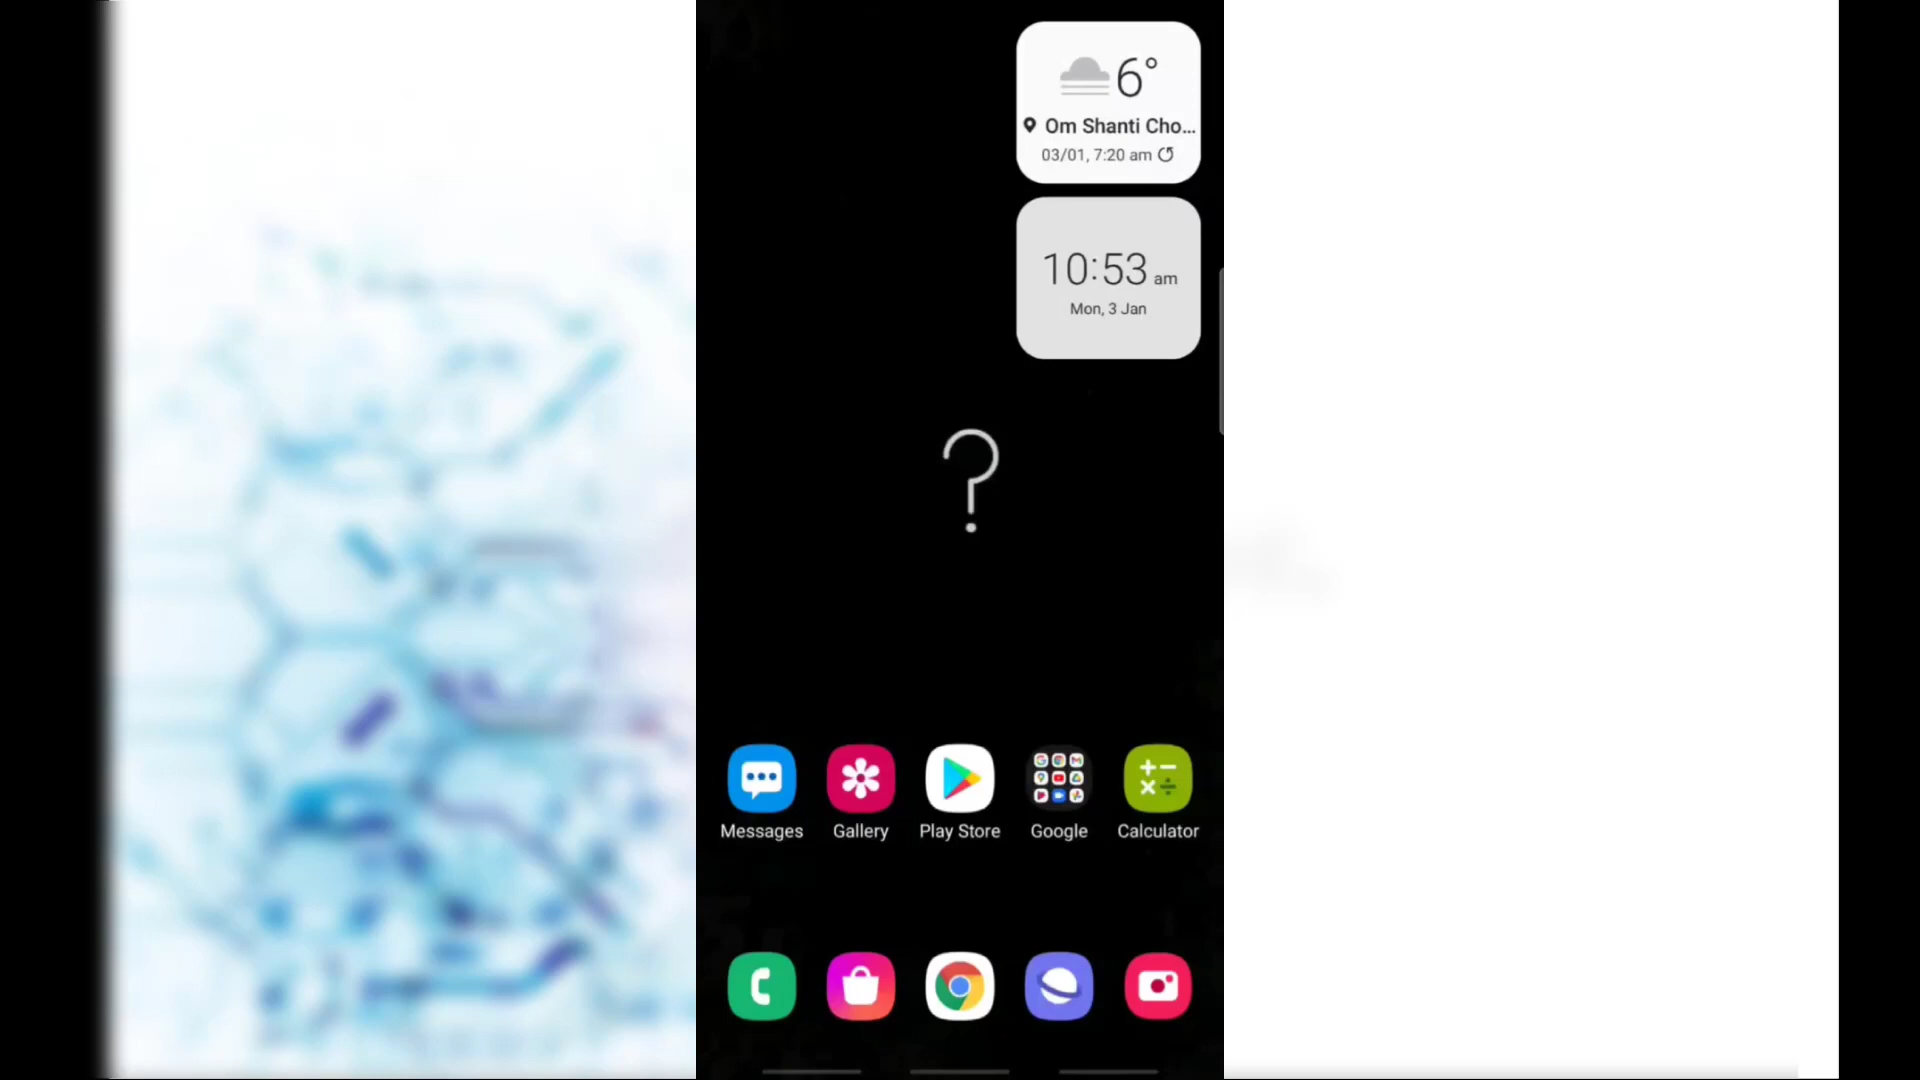 6°
Om Shanti Cho...
03/01, 7:20 am
10:53 am
Mon, 3 Jan
?
Messages Gallery Play Store Google Calculator